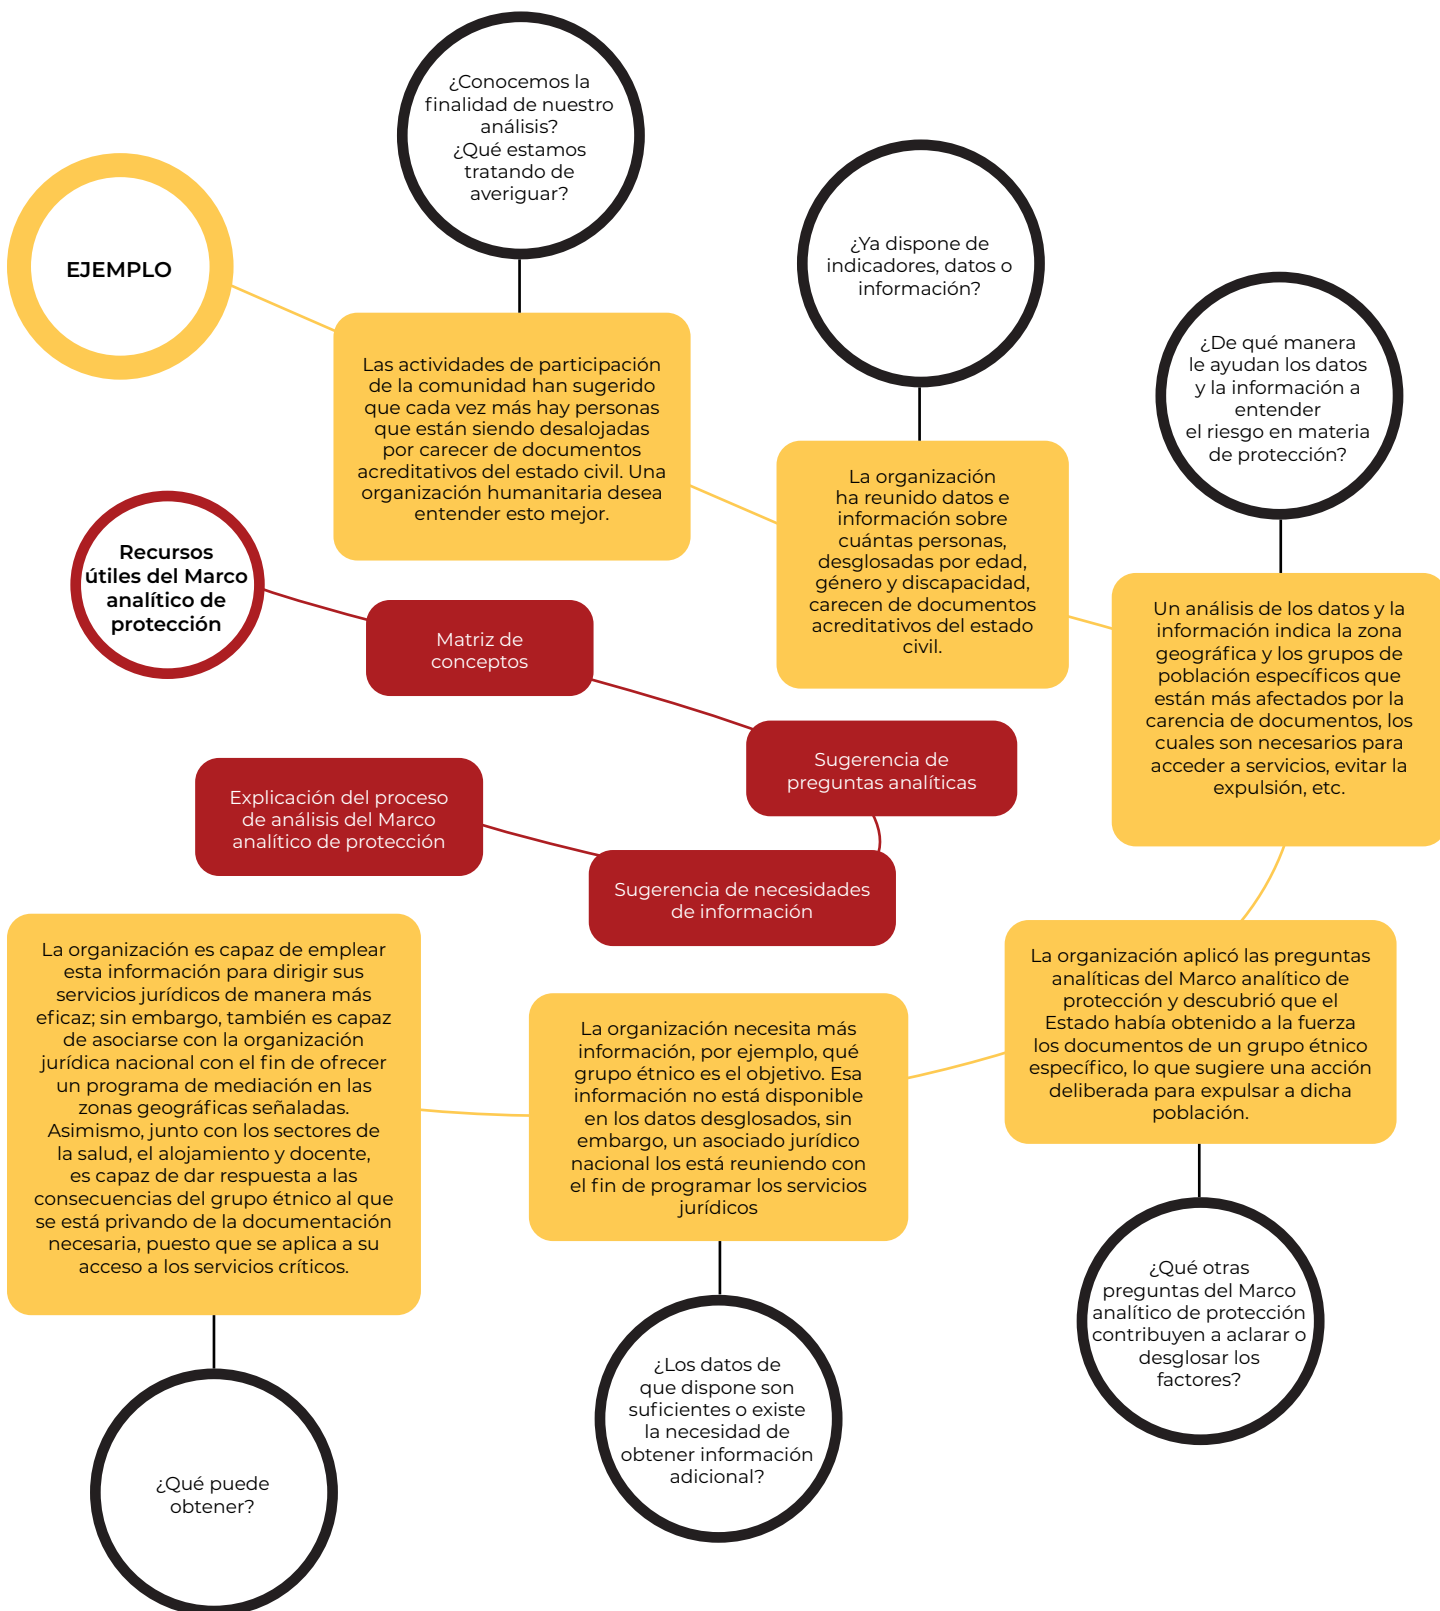 ¿Conocemos la
finalidad de nuestro
análisis?
¿Qué estamos
tratando de
averiguar?
EJEMPLO
¿Ya dispone de
indicadores, datos o
información?
¿De qué manera
le ayudan los datos
y la información a
entender
el riesgo en materia
de protección?
Las actividades de participación
de la comunidad han sugerido
que cada vez más hay personas
que están siendo desalojadas
por carecer de documentos
acreditativos del estado civil. Una
organización humanitaria desea
entender esto mejor.
La organización
ha reunido datos e
información sobre
cuántas personas,
desglosadas por edad,
género y discapacidad,
carecen de documentos
acreditativos del estado
civil.
Un análisis de los datos y la
información indica la zona
geográfica y los grupos de
población específicos que
están más afectados por la
carencia de documentos, los
cuales son necesarios para
acceder a servicios, evitar la
expulsión, etc.
Recursos
útiles del Marco
analítico de
protección
Matriz de
conceptos
Sugerencia de
preguntas analíticas
Explicación del proceso
de análisis del Marco
analítico de protección
Sugerencia de necesidades
de información
La organización es capaz de emplear
esta información para dirigir sus
servicios jurídicos de manera más
eficaz; sin embargo, también es capaz
de asociarse con la organización
jurídica nacional con el fin de ofrecer
un programa de mediación en las
zonas geográficas señaladas.
Asimismo, junto con los sectores de
la salud, el alojamiento y docente,
es capaz de dar respuesta a las
consecuencias del grupo étnico al que
se está privando de la documentación
necesaria, puesto que se aplica a su
acceso a los servicios críticos.
La organización necesita más
información, por ejemplo, qué
grupo étnico es el objetivo. Esa
información no está disponible
en los datos desglosados, sin
embargo, un asociado jurídico
nacional los está reuniendo con
el fin de programar los servicios
jurídicos
La organización aplicó las preguntas
analíticas del Marco analítico de
protección y descubrió que el
Estado había obtenido a la fuerza
los documentos de un grupo étnico
específico, lo que sugiere una acción
deliberada para expulsar a dicha
población.
¿Qué otras
preguntas del Marco
analítico de protección
contribuyen a aclarar o
desglosar los
factores?
¿Los datos de
que dispone son
suficientes o existe
la necesidad de
obtener información
adicional?
¿Qué puede
obtener?